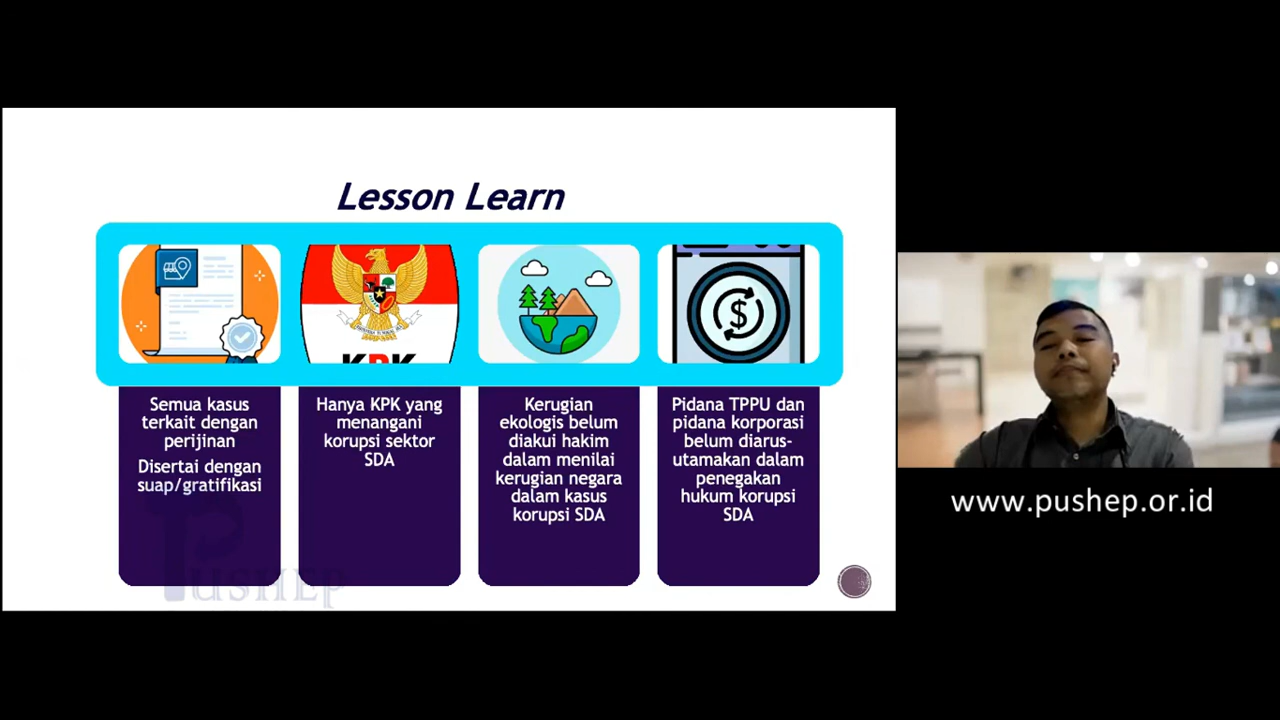 Lesson Learn
KPK
Semua kasus
terkait dengan
perijinan
Disertai dengan
suap/gratifikasi
Hanya KPK yang
menangani
korupsi sektor
SDA
Kerugian
ekologis belum
diakui hakim
dalam menilai
kerugian negara
dalam kasus
korupsi SDA
Pidana TPPU dan
pidana korporasi
belum diarus-
utamakan dalam
penegakan
hukum korupsi
SDA
PUSHEP
www.pushep.or.id